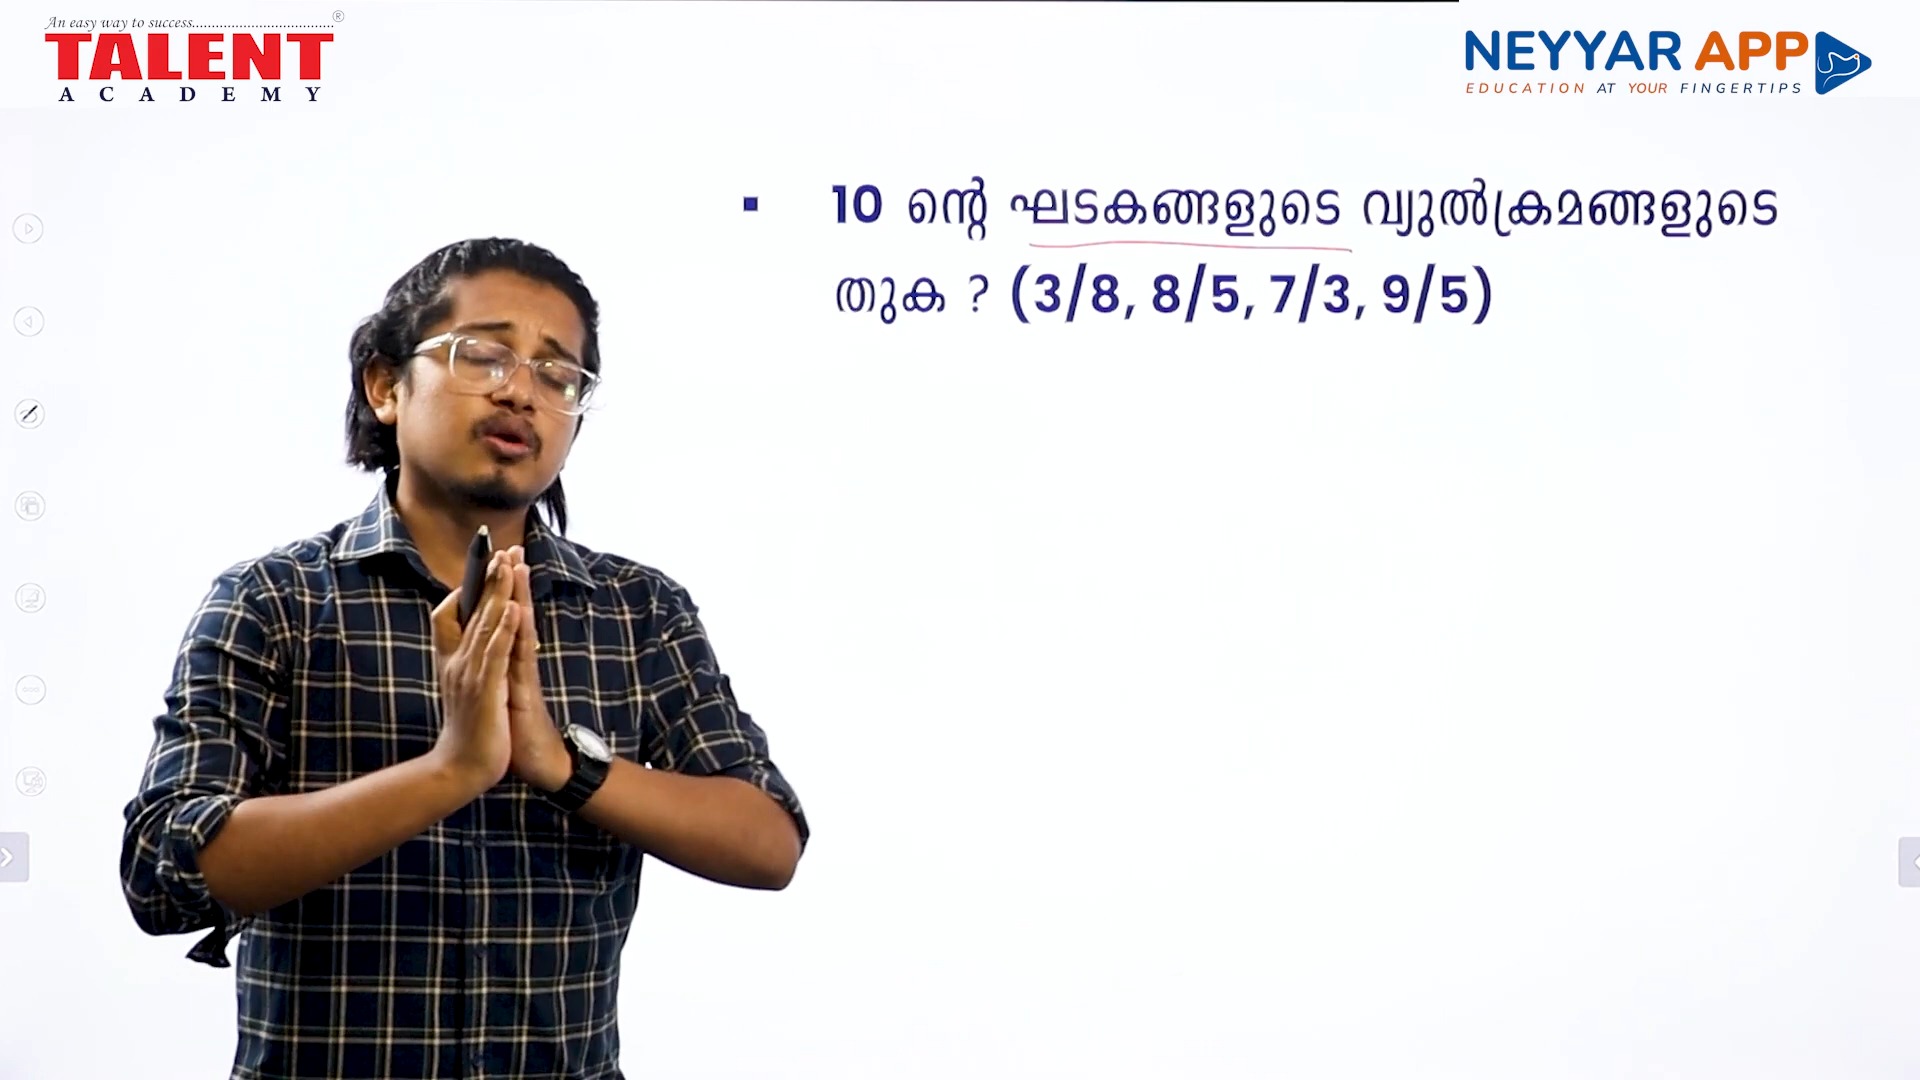 An easy way to success....................................®
TALENT
ACADEMY
NEYYAR APP
EDUCATION AT YOUR FINGERTIPS
▪ 10 ന്റെ ഘടകങ്ങളുടെ വ്യുൽക്രമങ്ങളുടെ
തുക ? (3/8, 8/5, 7/3, 9/5)